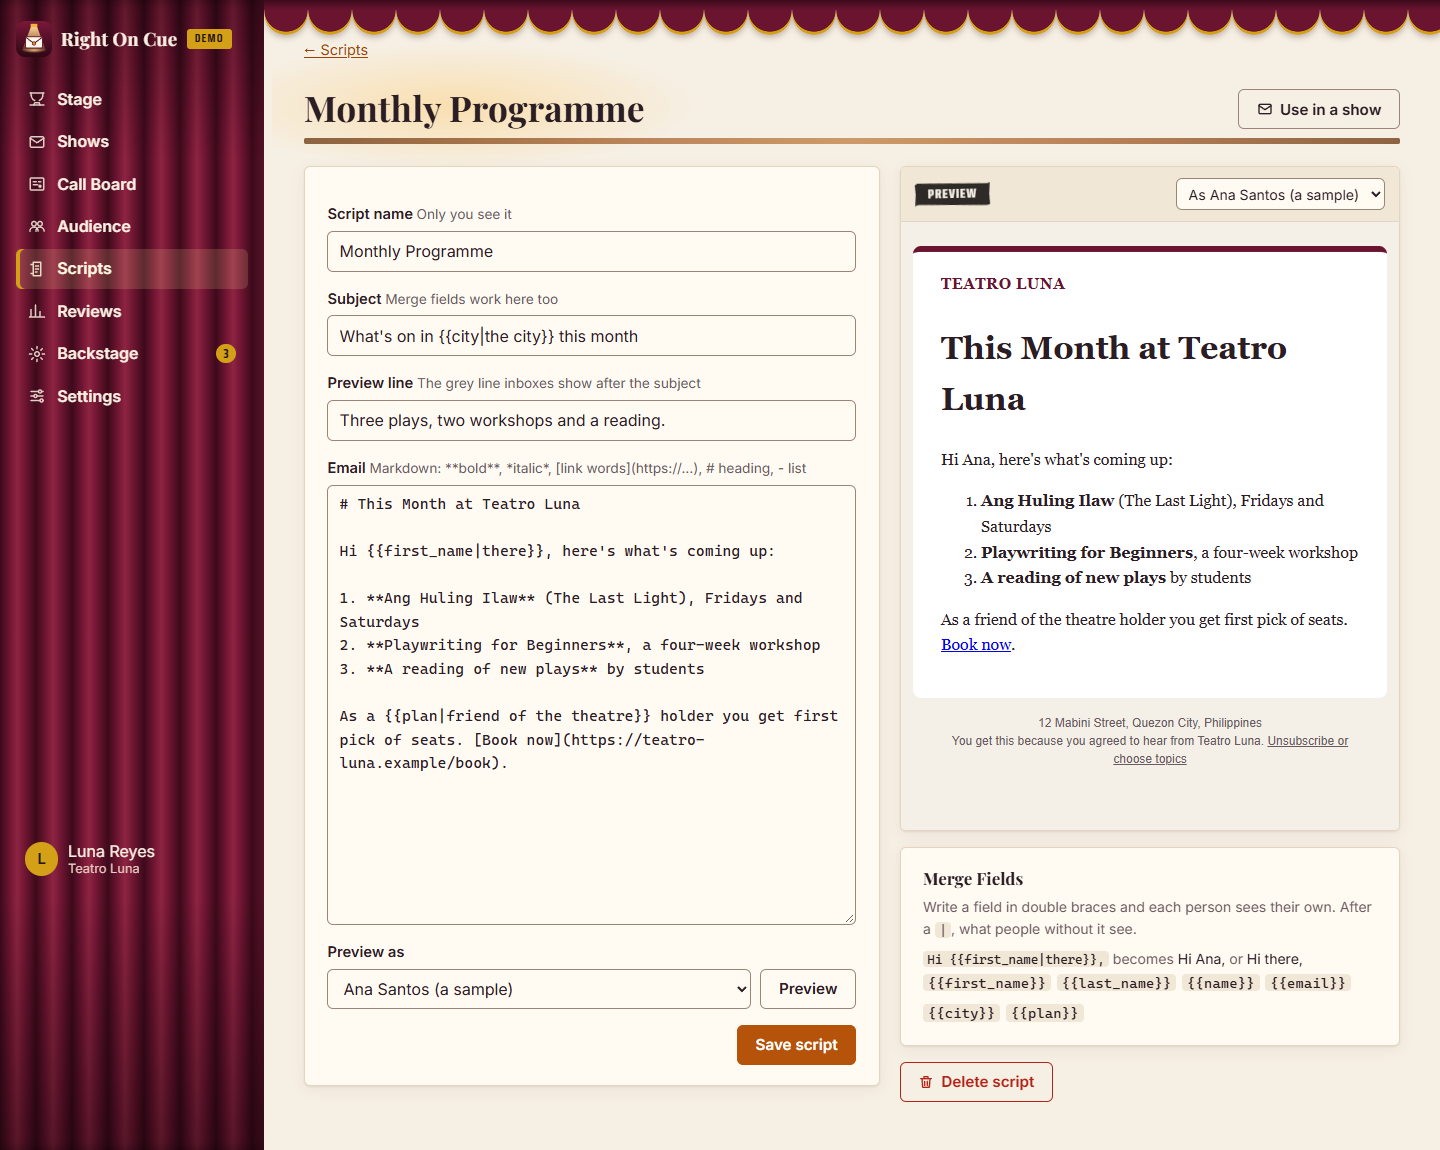 Right On Cue DEMO
Stage
Shows
Call Board
Audience
Scripts
Reviews
Backstage 3
Settings
L
Luna Reyes
Teatro Luna
← Scripts
Monthly Programme
Use in a show
Script name Only you see it
Monthly Programme
Subject Merge fields work here too
What's on in {{city|the city}} this month
Preview line The grey line inboxes show after the subject
Three plays, two workshops and a reading.
Email Markdown: **bold**, *italic*, [link words](https://...), # heading, - list
# This Month at Teatro Luna
Hi {{first_name|there}}, here's what's coming up:
1. **Ang Huling Ilaw** (The Last Light), Fridays and
Saturdays
2. **Playwriting for Beginners**, a four-week workshop
3. **A reading of new plays** by students
As a {{plan|friend of the theatre}} holder you get first
pick of seats. [Book now](https://teatro-
luna.example/book).
Preview as
Ana Santos (a sample)
Preview
Save script
PREVIEW
As Ana Santos (a sample)
TEATRO LUNA
This Month at Teatro
Luna
Hi Ana, here's what's coming up:
1. Ang Huling Ilaw (The Last Light), Fridays and
Saturdays
2. Playwriting for Beginners, a four-week workshop
3. A reading of new plays by students
As a friend of the theatre holder you get first pick of seats.
Book now.
12 Mabini Street, Quezon City, Philippines
You get this because you agreed to hear from Teatro Luna. Unsubscribe or
choose topics
Merge Fields
Write a field in double braces and each person sees their own. After
a |, what people without it see.
Hi {{first_name|there}}, becomes Hi Ana, or Hi there,
{{first_name}} {{last_name}} {{name}} {{email}}
{{city}} {{plan}}
Delete script